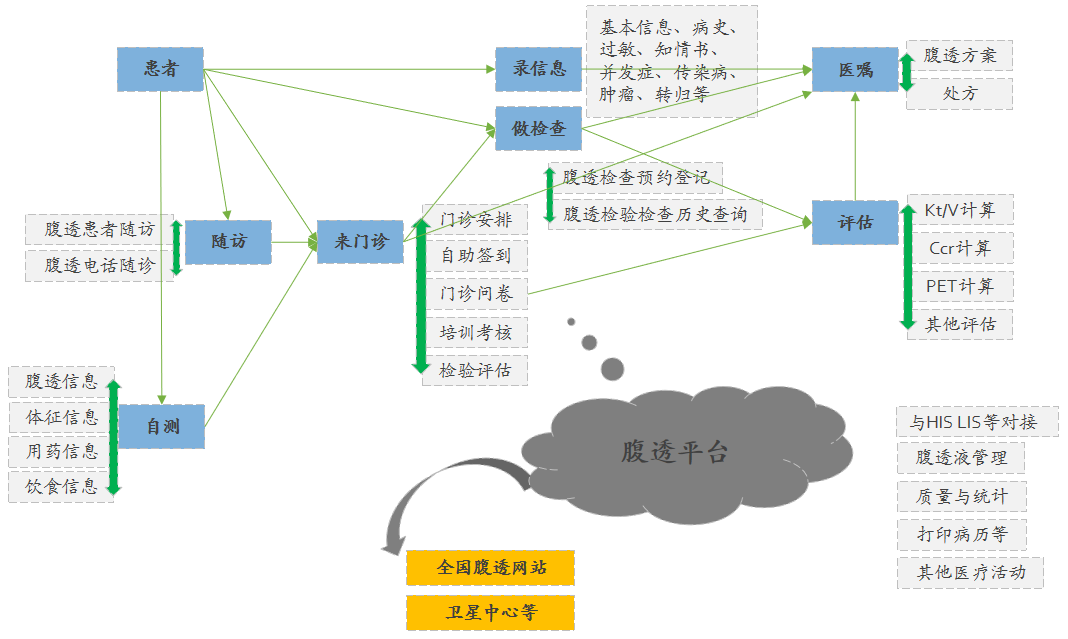 患者
录信息
基本信息、病史、
过敏、知情书、
并发症、传染病、
肿瘤、转归等
医嘱
腹透方案
处方
做检查
腹透检查预约登记
腹透检验检查历史查询
腹透患者随访
腹透电话随诊
随访
来门诊
门诊安排
自助签到
门诊问卷
培训考核
检验评估
评估
Kt/V计算
Ccr计算
PET计算
其他评估
腹透信息
体征信息
用药信息
饮食信息
自测
腹透平台
与HIS LIS等对接
腹透液管理
质量与统计
打印病历等
其他医疗活动
全国腹透网站
卫星中心等